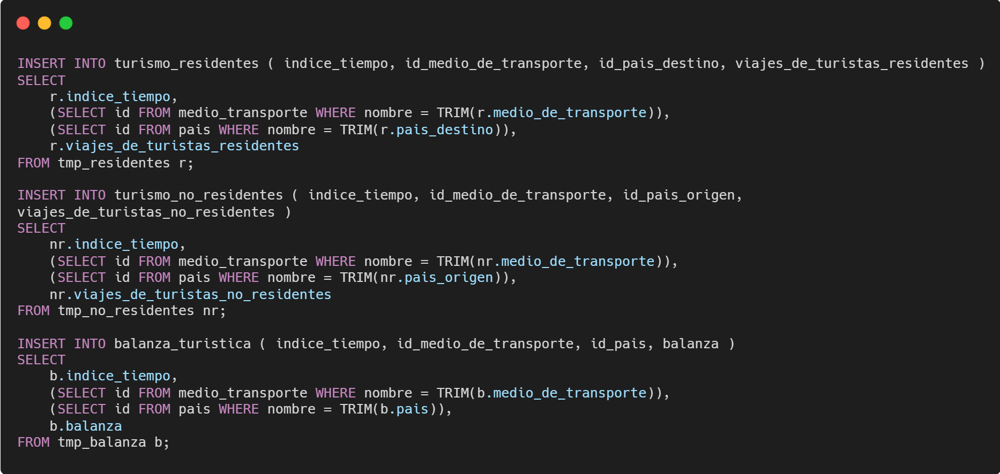 INSERT INTO turismo_residentes ( indice_tiempo, id_medio_de_transporte, id_pais_destino, viajes_de_turistas_residentes )
SELECT
    r.indice_tiempo,
    (SELECT id FROM medio_transporte WHERE nombre = TRIM(r.medio_de_transporte)),
    (SELECT id FROM pais WHERE nombre = TRIM(r.pais_destino)),
    r.viajes_de_turistas_residentes
FROM tmp_residentes r;

INSERT INTO turismo_no_residentes ( indice_tiempo, id_medio_de_transporte, id_pais_origen,
viajes_de_turistas_no_residentes )
SELECT
    nr.indice_tiempo,
    (SELECT id FROM medio_transporte WHERE nombre = TRIM(nr.medio_de_transporte)),
    (SELECT id FROM pais WHERE nombre = TRIM(nr.pais_origen)),
    nr.viajes_de_turistas_no_residentes
FROM tmp_no_residentes nr;

INSERT INTO balanza_turistica ( indice_tiempo, id_medio_de_transporte, id_pais, balanza )
SELECT
    b.indice_tiempo,
    (SELECT id FROM medio_transporte WHERE nombre = TRIM(b.medio_de_transporte)),
    (SELECT id FROM pais WHERE nombre = TRIM(b.pais)),
    b.balanza
FROM tmp_balanza b;